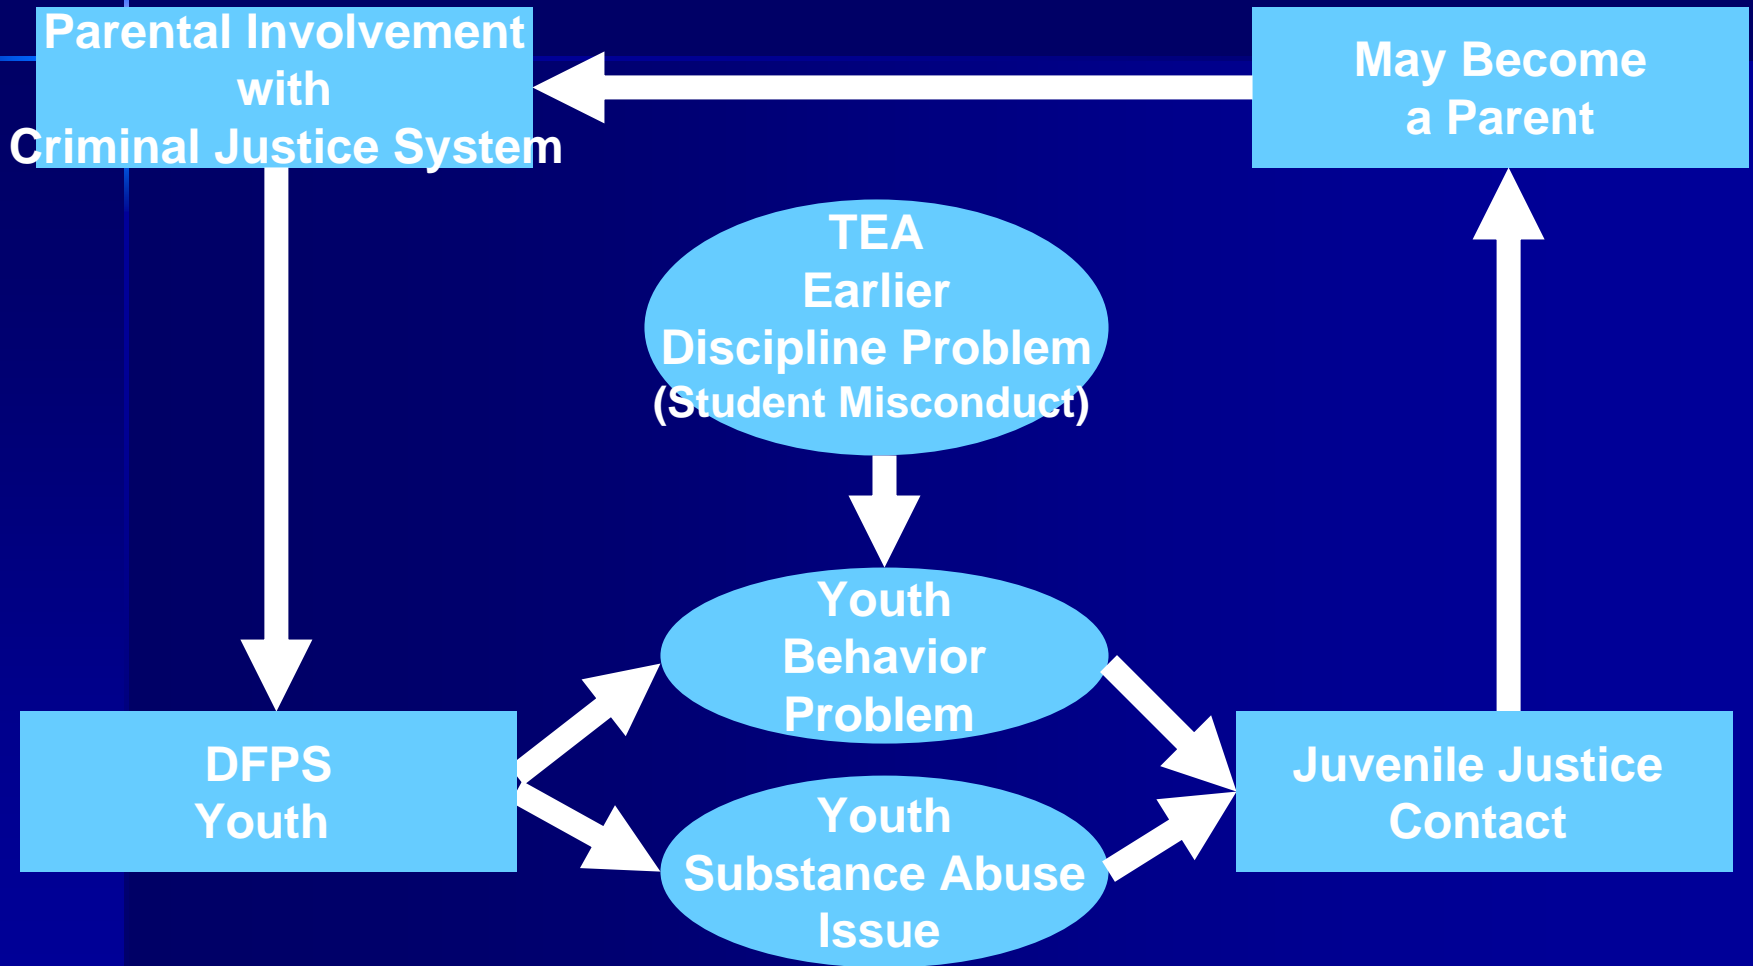 Parental Involvement
with
Criminal Justice System
May Become
a Parent
TEA
Earlier
Discipline Problem
(Student Misconduct)
Youth
Behavior
Problem
DFPS
Youth
Youth
Substance Abuse
Issue
Juvenile Justice
Contact